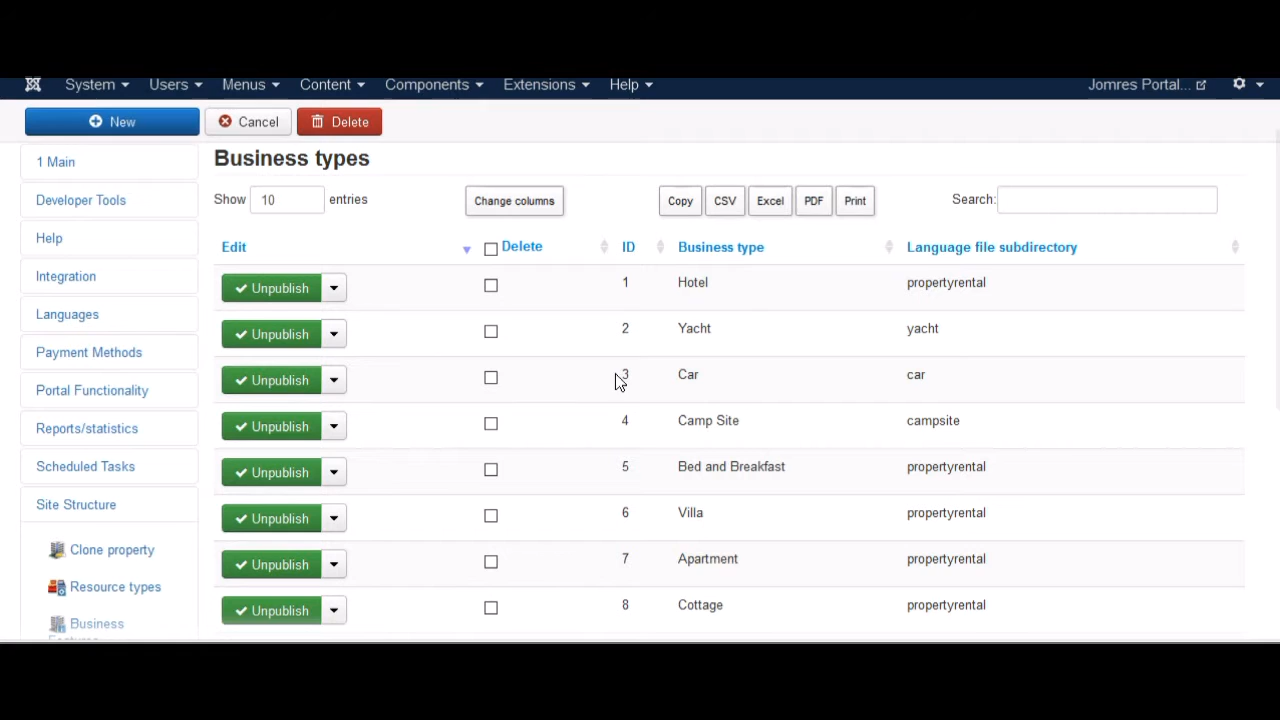 System Users Menus Content Components Extensions Help Jomres Portal...
New Cancel Delete
1 Main
Developer Tools
Help
Integration
Languages
Payment Methods
Portal Functionality
Reports/statistics
Scheduled Tasks
Site Structure
Clone property
Resource types
Business
Business types
Show 10 entries Change columns Copy CSV Excel PDF Print Search:
Edit Delete ID Business type Language file subdirectory
Unpublish 1 Hotel propertyrental
Unpublish 2 Yacht yacht
Unpublish 3 Car car
Unpublish 4 Camp Site campsite
Unpublish 5 Bed and Breakfast propertyrental
Unpublish 6 Villa propertyrental
Unpublish 7 Apartment propertyrental
Unpublish 8 Cottage propertyrental